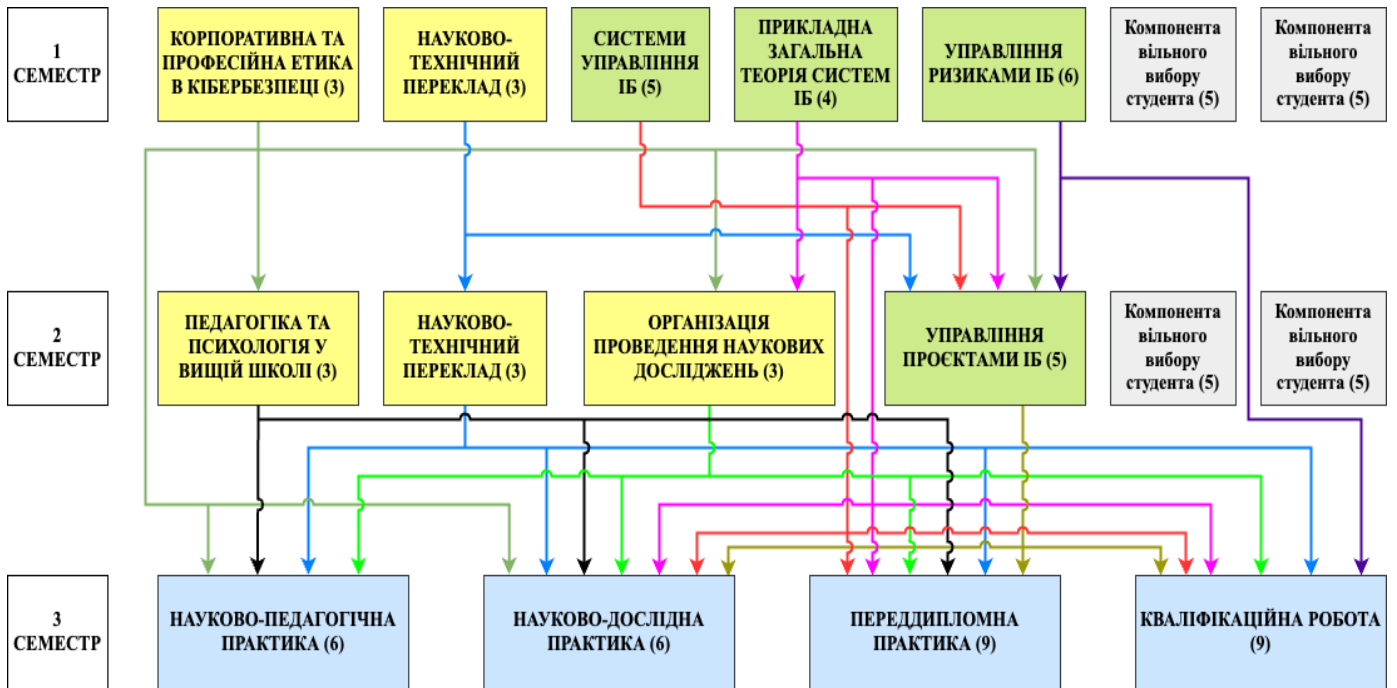 1
СЕМЕСТР
КОРПОРАТИВНА ТА
ПРОФЕСІЙНА ЕТИКА
В КІБЕРБЕЗПЕЦІ (3)
НАУКОВО-
ТЕХНІЧНИЙ
ПЕРЕКЛАД (3)
СИСТЕМИ
УПРАВЛІННЯ
ІБ (5)
ПРИКЛАДНА
ЗАГАЛЬНА
ТЕОРІЯ СИСТЕМ
ІБ (4)
УПРАВЛІННЯ
РИЗИКАМИ ІБ (6)
Компонента
вільного
вибору
студента (5)
Компонента
вільного
вибору
студента (5)
2
СЕМЕСТР
ПЕДАГОГІКА ТА
ПСИХОЛОГІЯ У
ВИЩІЙ ШКОЛІ (3)
НАУКОВО-
ТЕХНІЧНИЙ
ПЕРЕКЛАД (3)
ОРГАНІЗАЦІЯ
ПРОВЕДЕННЯ НАУКОВИХ
ДОСЛІДЖЕНЬ (3)
УПРАВЛІННЯ
ПРОЄКТАМИ ІБ (5)
Компонента
вільного
вибору
студента (5)
Компонента
вільного
вибору
студента (5)
3
СЕМЕСТР
НАУКОВО-ПЕДАГОГІЧНА
ПРАКТИКА (6)
НАУКОВО-ДОСЛІДНА
ПРАКТИКА (6)
ПЕРЕДДИПЛОМНА
ПРАКТИКА (9)
КВАЛІФІКАЦІЙНА РОБОТА
(9)